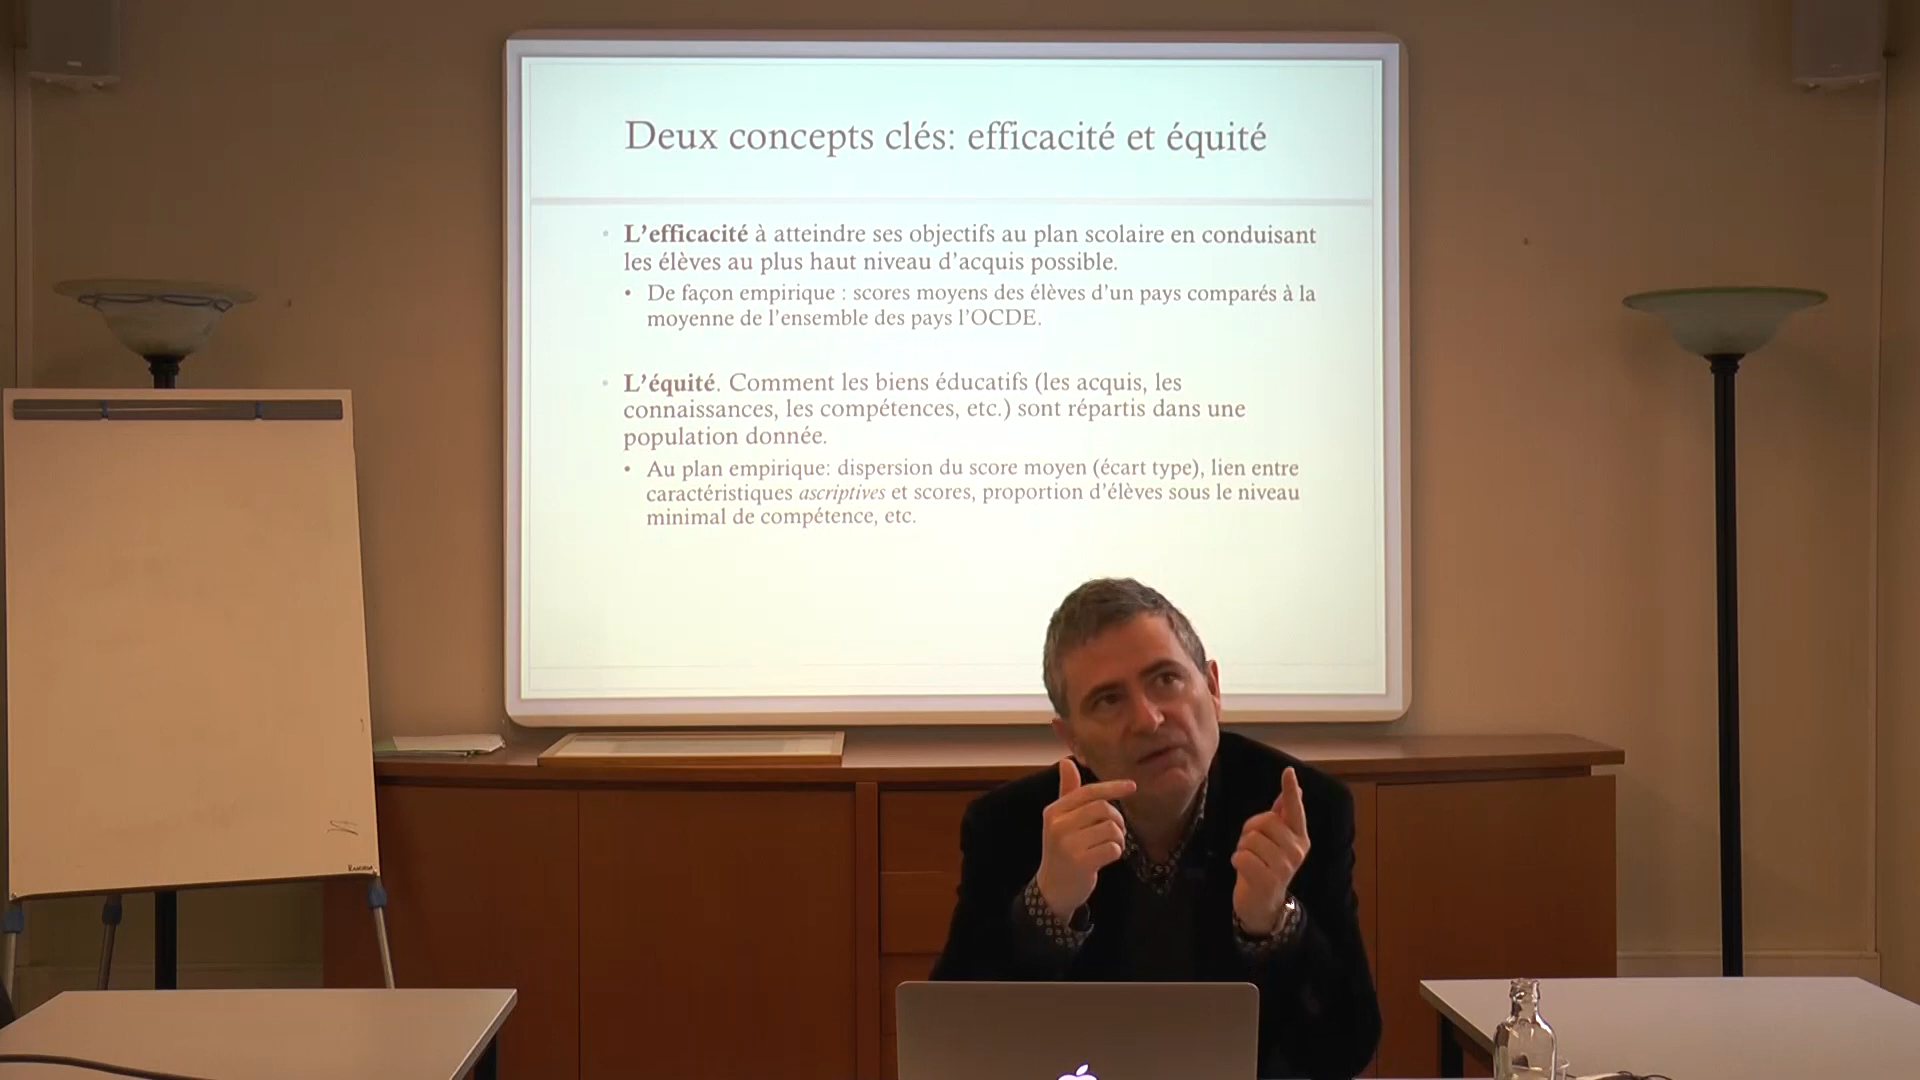 Deux concepts clés: efficacité et équité
• L'efficacité à atteindre ses objectifs au plan scolaire en conduisant
les élèves au plus haut niveau d'acquis possible.
• De façon empirique : scores moyens des élèves d'un pays comparés à la
moyenne de l'ensemble des pays l'OCDE.
• L'équité. Comment les biens éducatifs (les acquis, les
connaissances, les compétences, etc.) sont répartis dans une
population donnée.
• Au plan empirique: dispersion du score moyen (écart type), lien entre
caractéristiques ascriptives et scores, proportion d'élèves sous le niveau
minimal de compétence, etc.